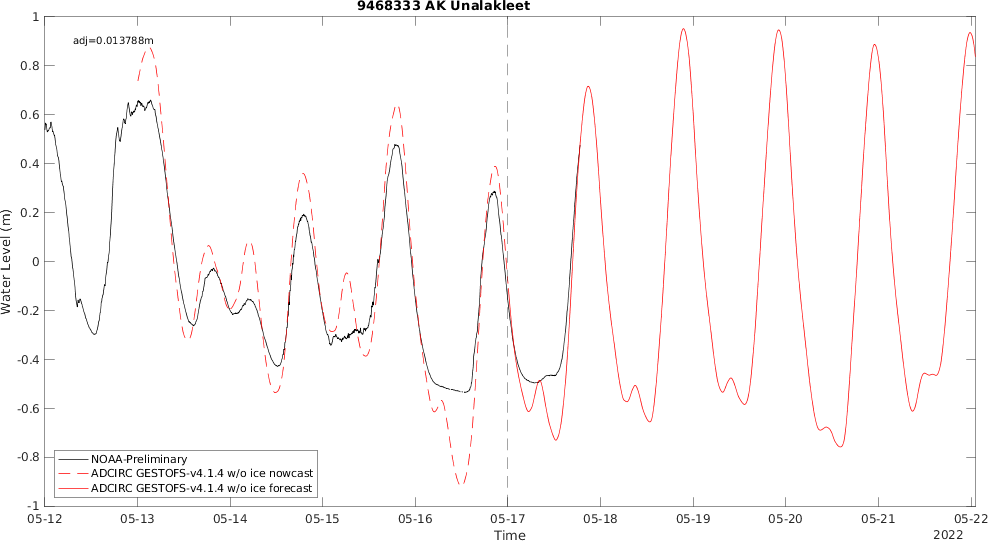 9468333 AK Unalakleet
adj=0.013788m
1
0.8
0.6
0.4
0.2
0
-0.2
-0.4
-0.6
-0.8
-1
Water Level (m)
NOAA-Preliminary
ADCIRC GESTOFS-v4.1.4 w/o ice nowcast
ADCIRC GESTOFS-v4.1.4 w/o ice forecast
05-12 05-13 05-14 05-15 05-16 05-17 05-18 05-19 05-20 05-21 05-22
Time
2022